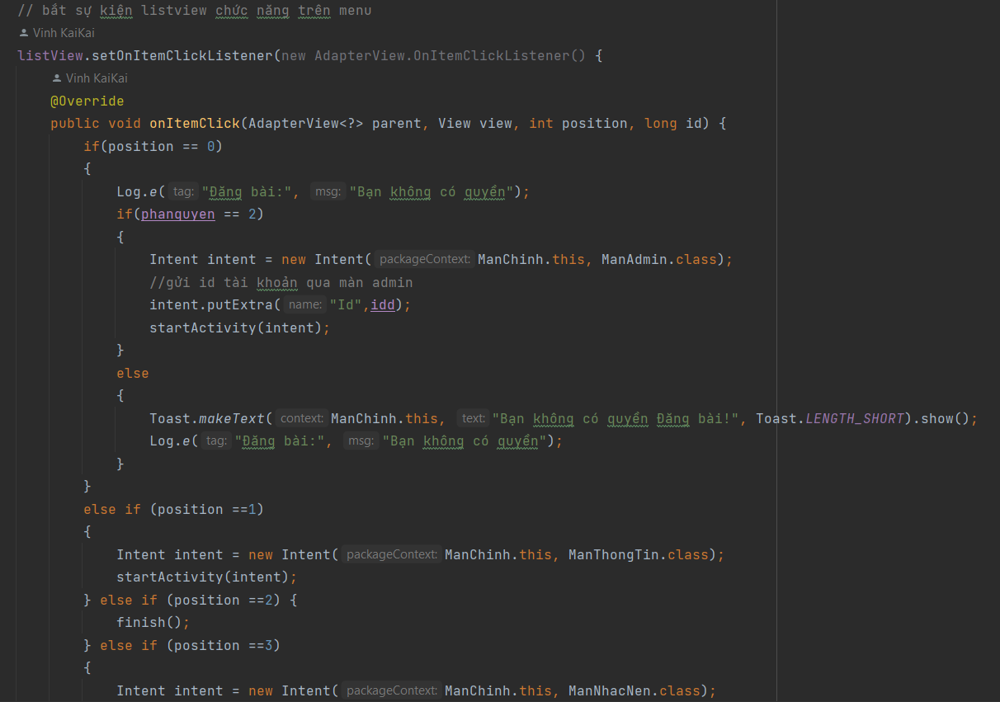 // bắt sự kiện listview chức năng trên menu
Vinh KaiKai
listView.setOnItemClickListener(new AdapterView.OnItemClickListener() {
Vinh KaiKai
@Override
public void onItemClick(AdapterView<?> parent, View view, int position, long id) {
if(position == 0)
{
Log.e( tag: "Đăng bài:", msg: "Bạn không có quyền");
if(phanquyen == 2)
{
Intent intent = new Intent( packageContext: ManChinh.this, ManAdmin.class);
//gửi id tài khoản qua màn admin
intent.putExtra( name: "Id",idd);
startActivity(intent);
}
else
{
Toast.makeText( context: ManChinh.this, text: "Bạn không có quyền Đăng bài!", Toast.LENGTH_SHORT).show();
Log.e( tag: "Đăng bài:", msg: "Bạn không có quyền");
}
}
else if (position ==1)
{
Intent intent = new Intent( packageContext: ManChinh.this, ManThongTin.class);
startActivity(intent);
} else if (position ==2) {
finish();
} else if (position ==3)
{
Intent intent = new Intent( packageContext: ManChinh.this, ManNhacNen.class);